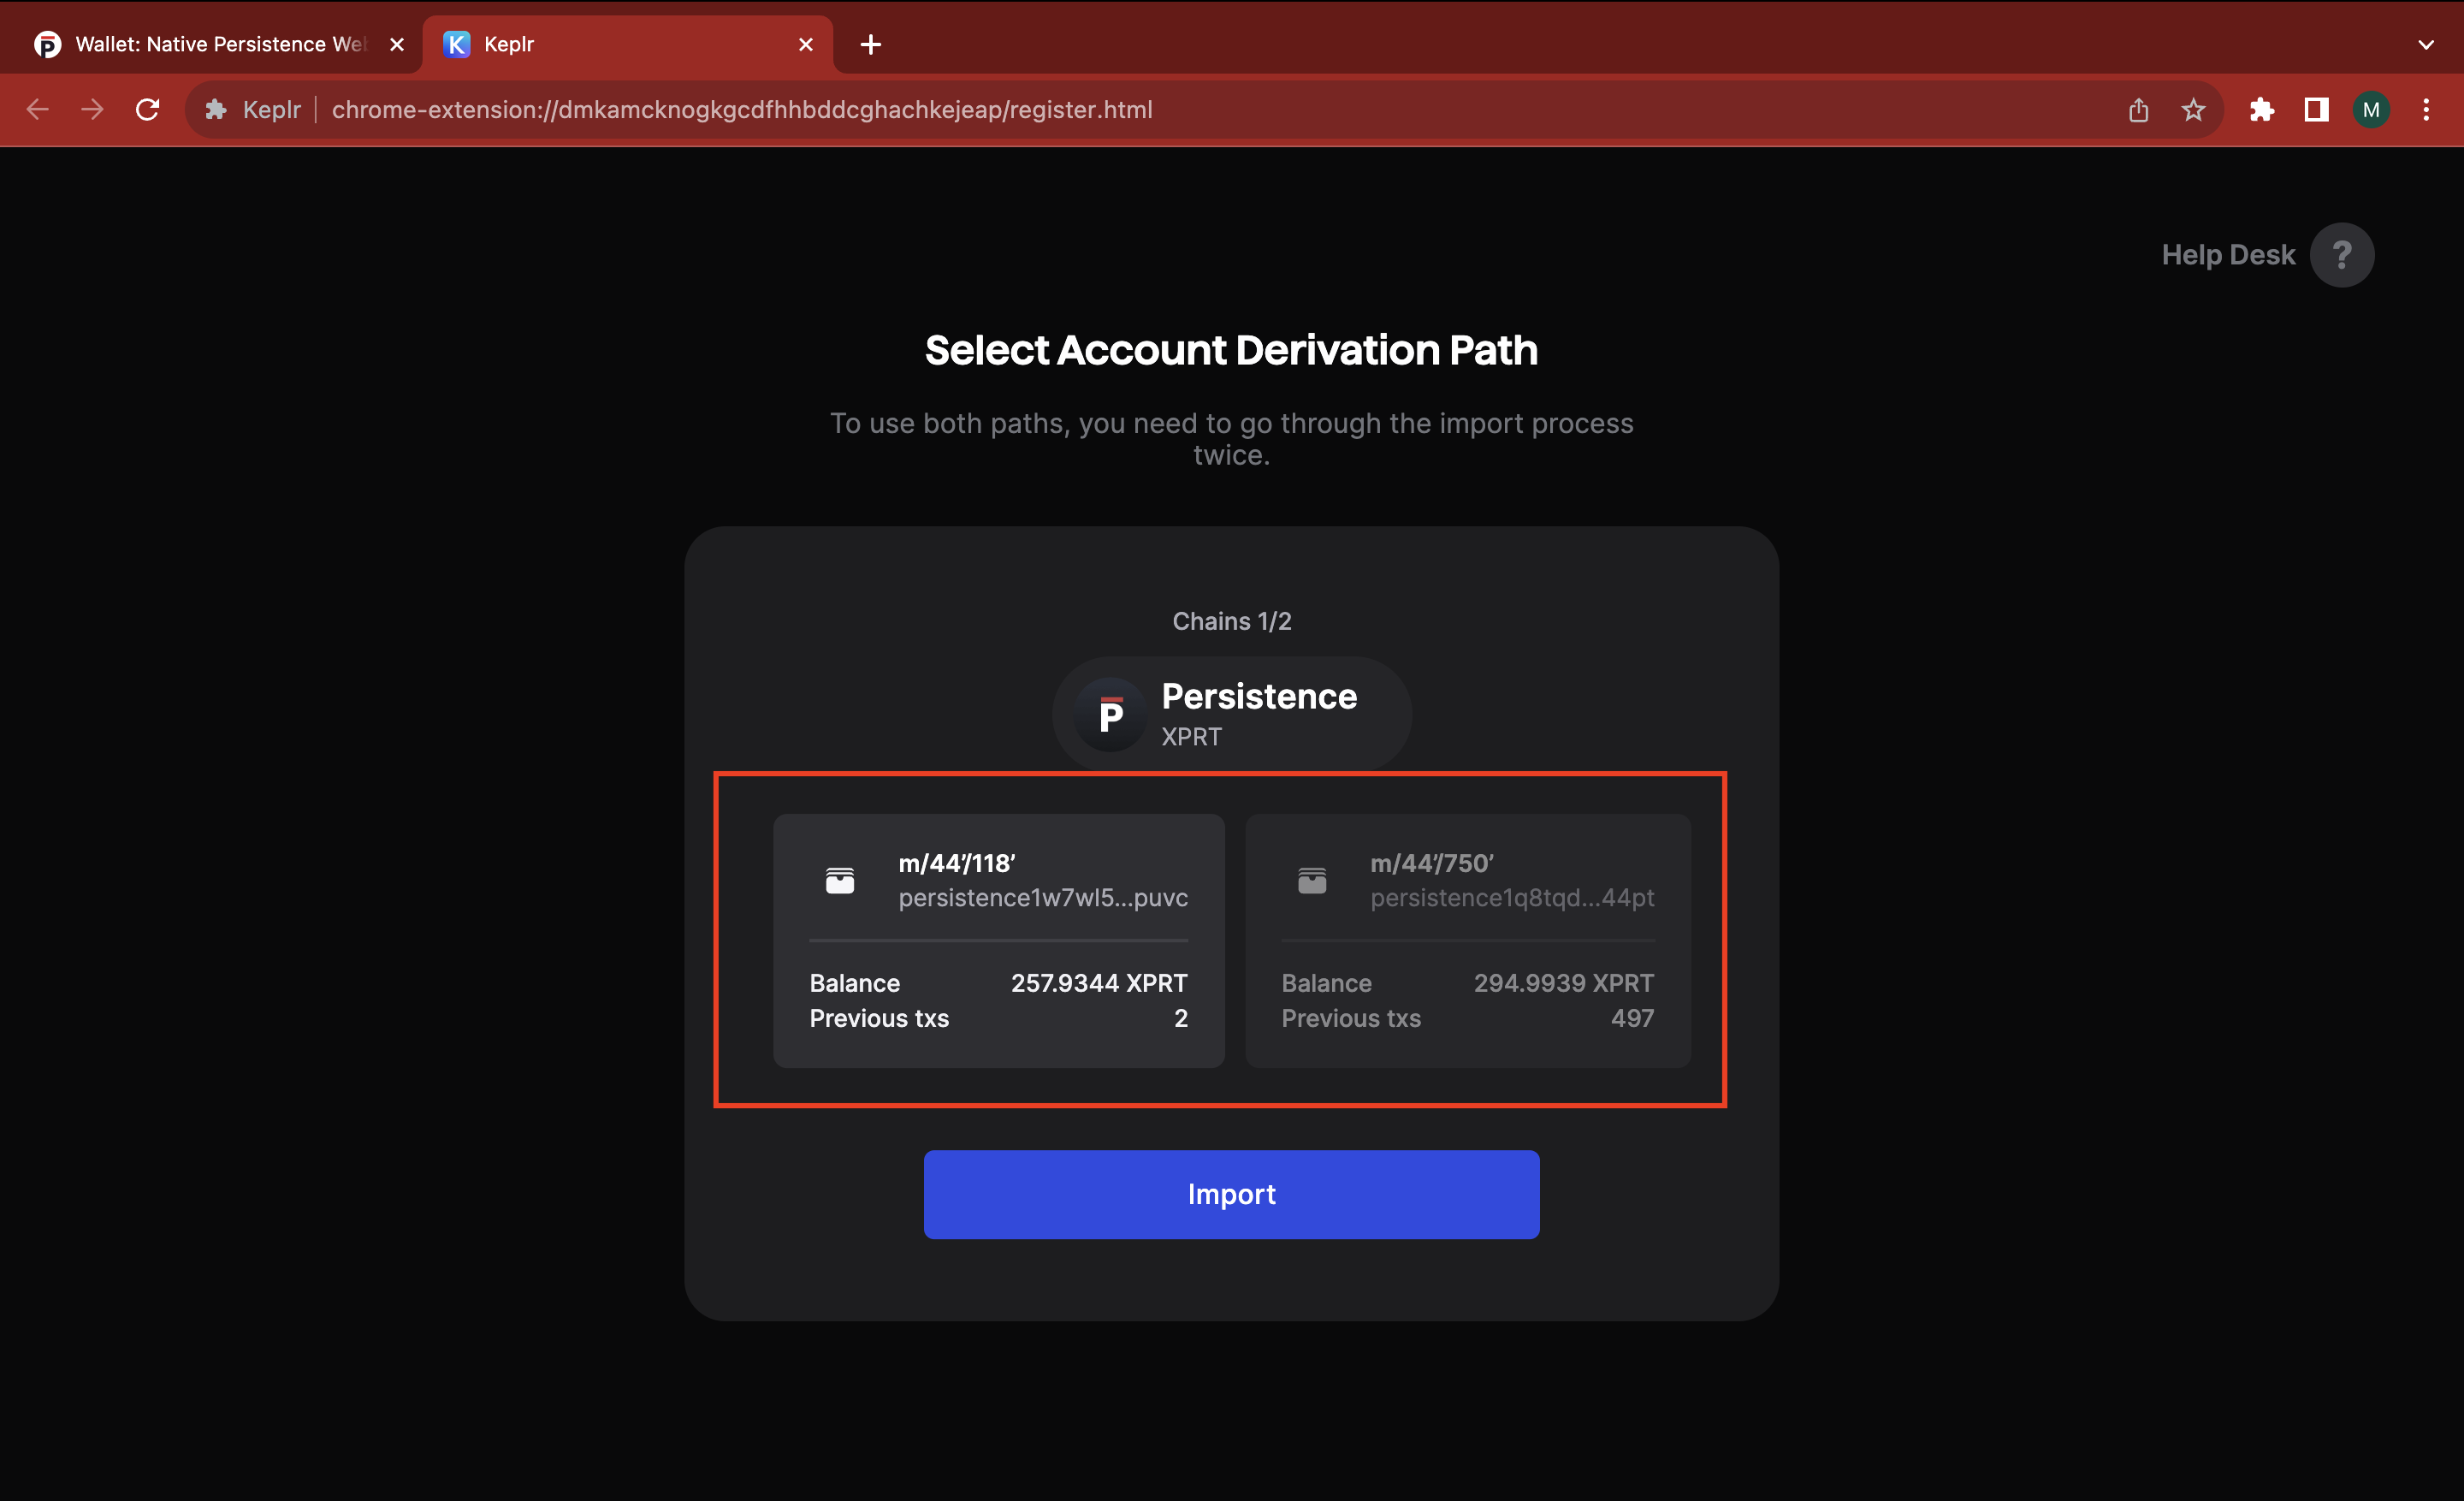 Wallet: Native Persistence We
Keplr
Keplr
chrome-extension://dmkamcknogkgcdfhhbddcghachkejeap/register.html
M
Help Desk ?
Select Account Derivation Path
To use both paths, you need to go through the import process
twice.
Chains 1/2
Persistence
XPRT
m/44’/118’
persistence1w7wl5...puvc
Balance 257.9344 XPRT
Previous txs 2
m/44’/750’
persistence1q8tqd...44pt
Balance 294.9939 XPRT
Previous txs 497
Import